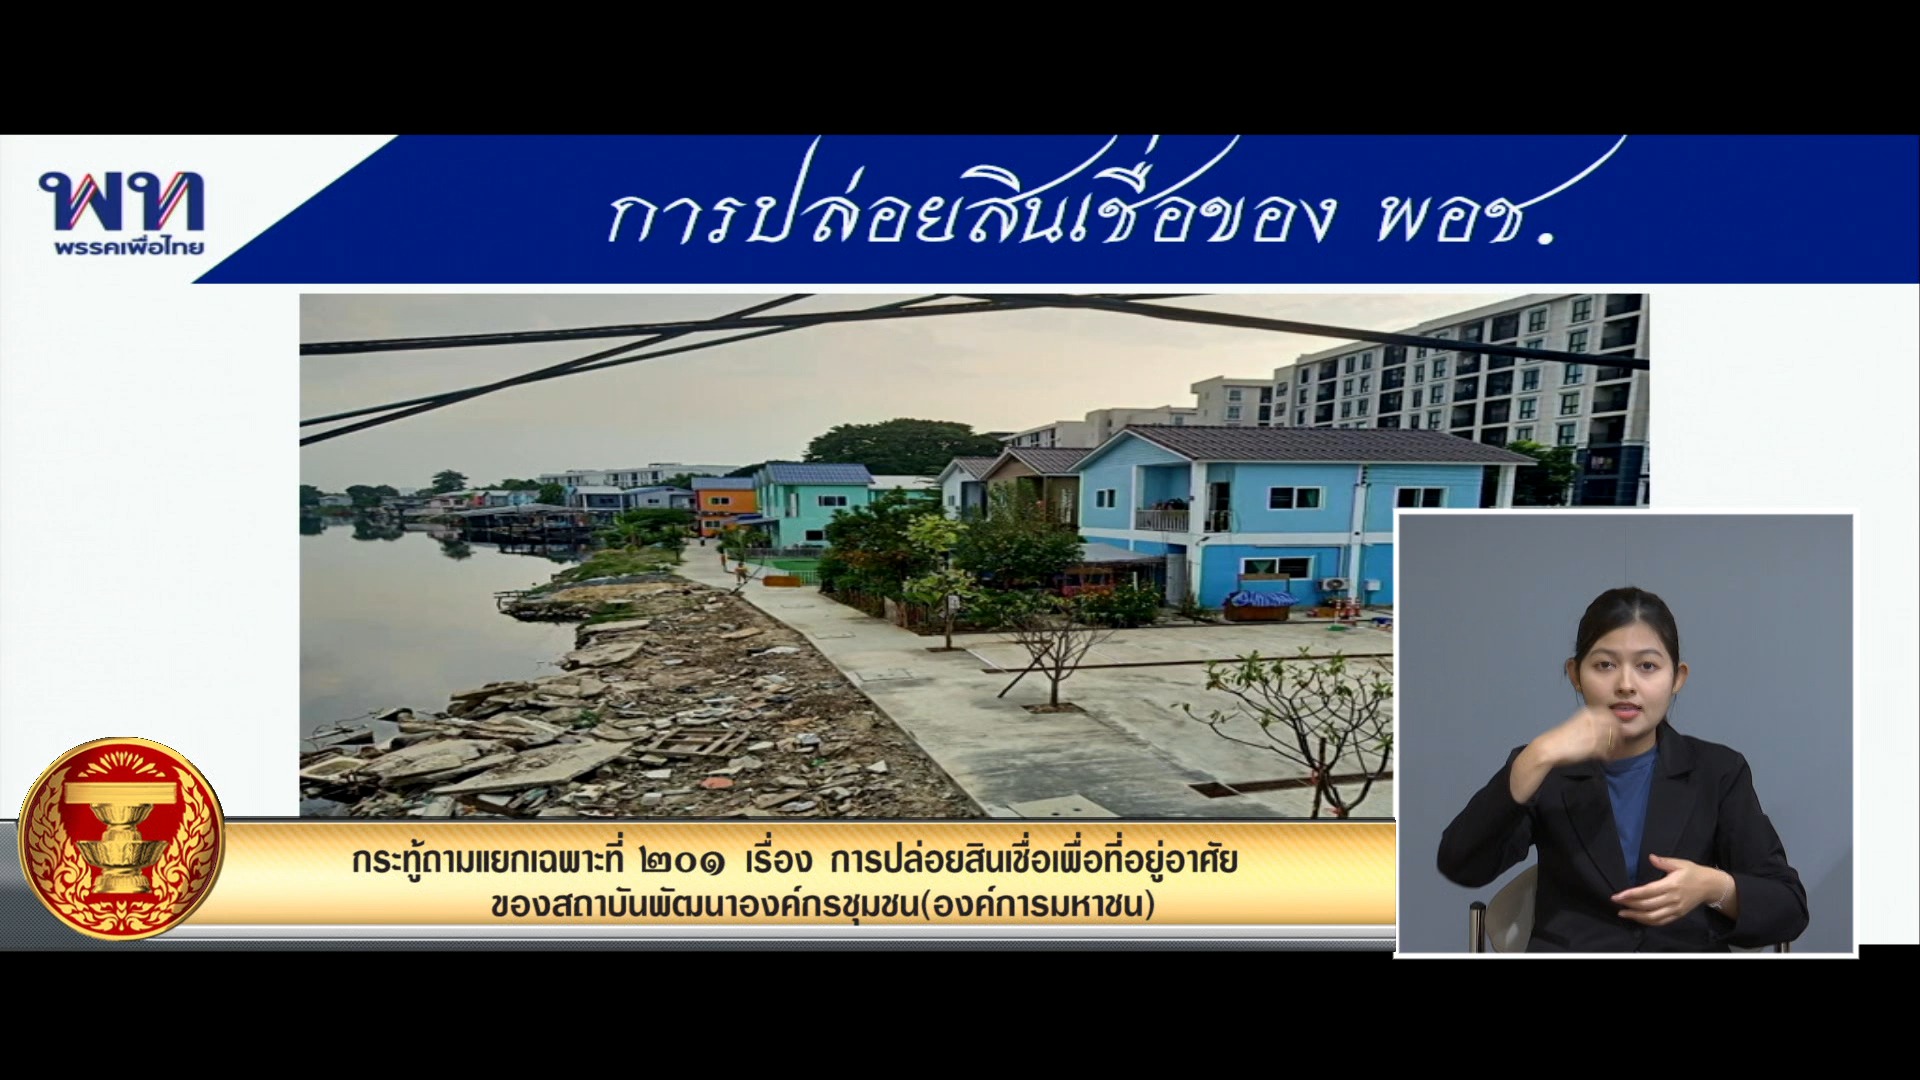 พท
พรรคเพื่อไทย
การปล่อยสินเชื่อของ พอช.
กระทู้ถามแยกเฉพาะที่ ๒๐๑ เรื่อง การปล่อยสินเชื่อเพื่อที่อยู่อาศัย
ของสถาบันพัฒนาองค์กรชุมชน(องค์การมหาชน)